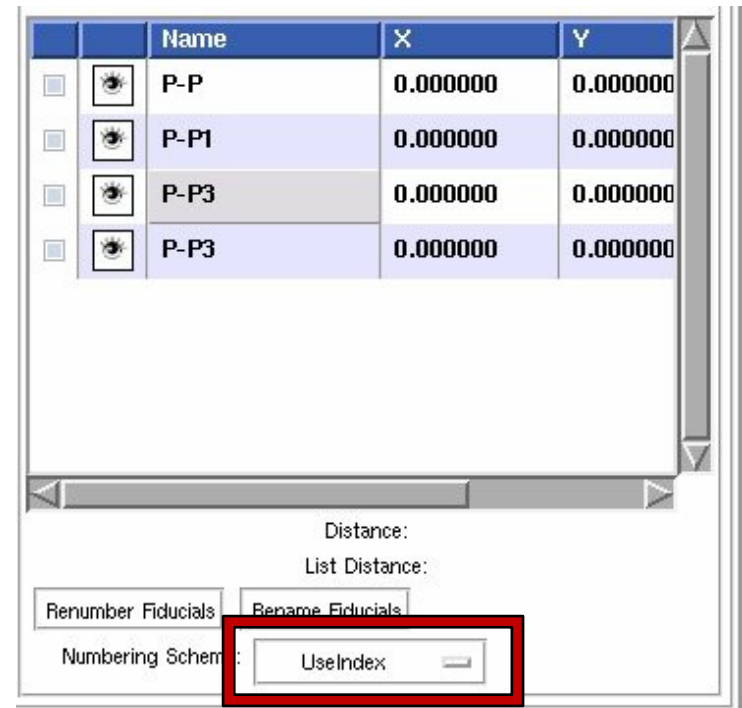 Name X Y
P-P 0.000000 0.000000
P-P1 0.000000 0.000000
P-P3 0.000000 0.000000
P-P3 0.000000 0.000000
Distance:
List Distance:
Renumber Fiducials Rename Fiducials
Numbering Scheme: UseIndex